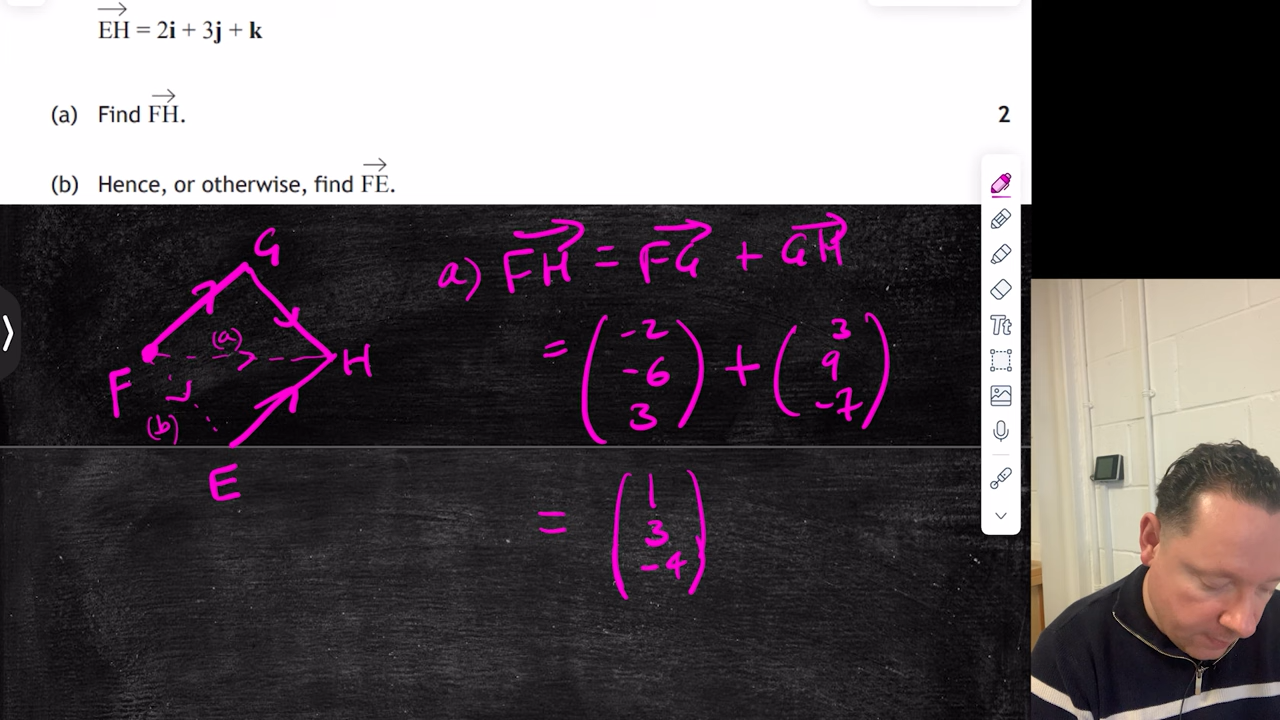 EH = 2i + 3j + k
(a) Find FH. 2
(b) Hence, or otherwise, find FE.
G
(a)
F
H
(b)
E
a) FH = FG + GH
= (-2 -6 3) + (3 9 -7)
= (1 3 -4)
Tt